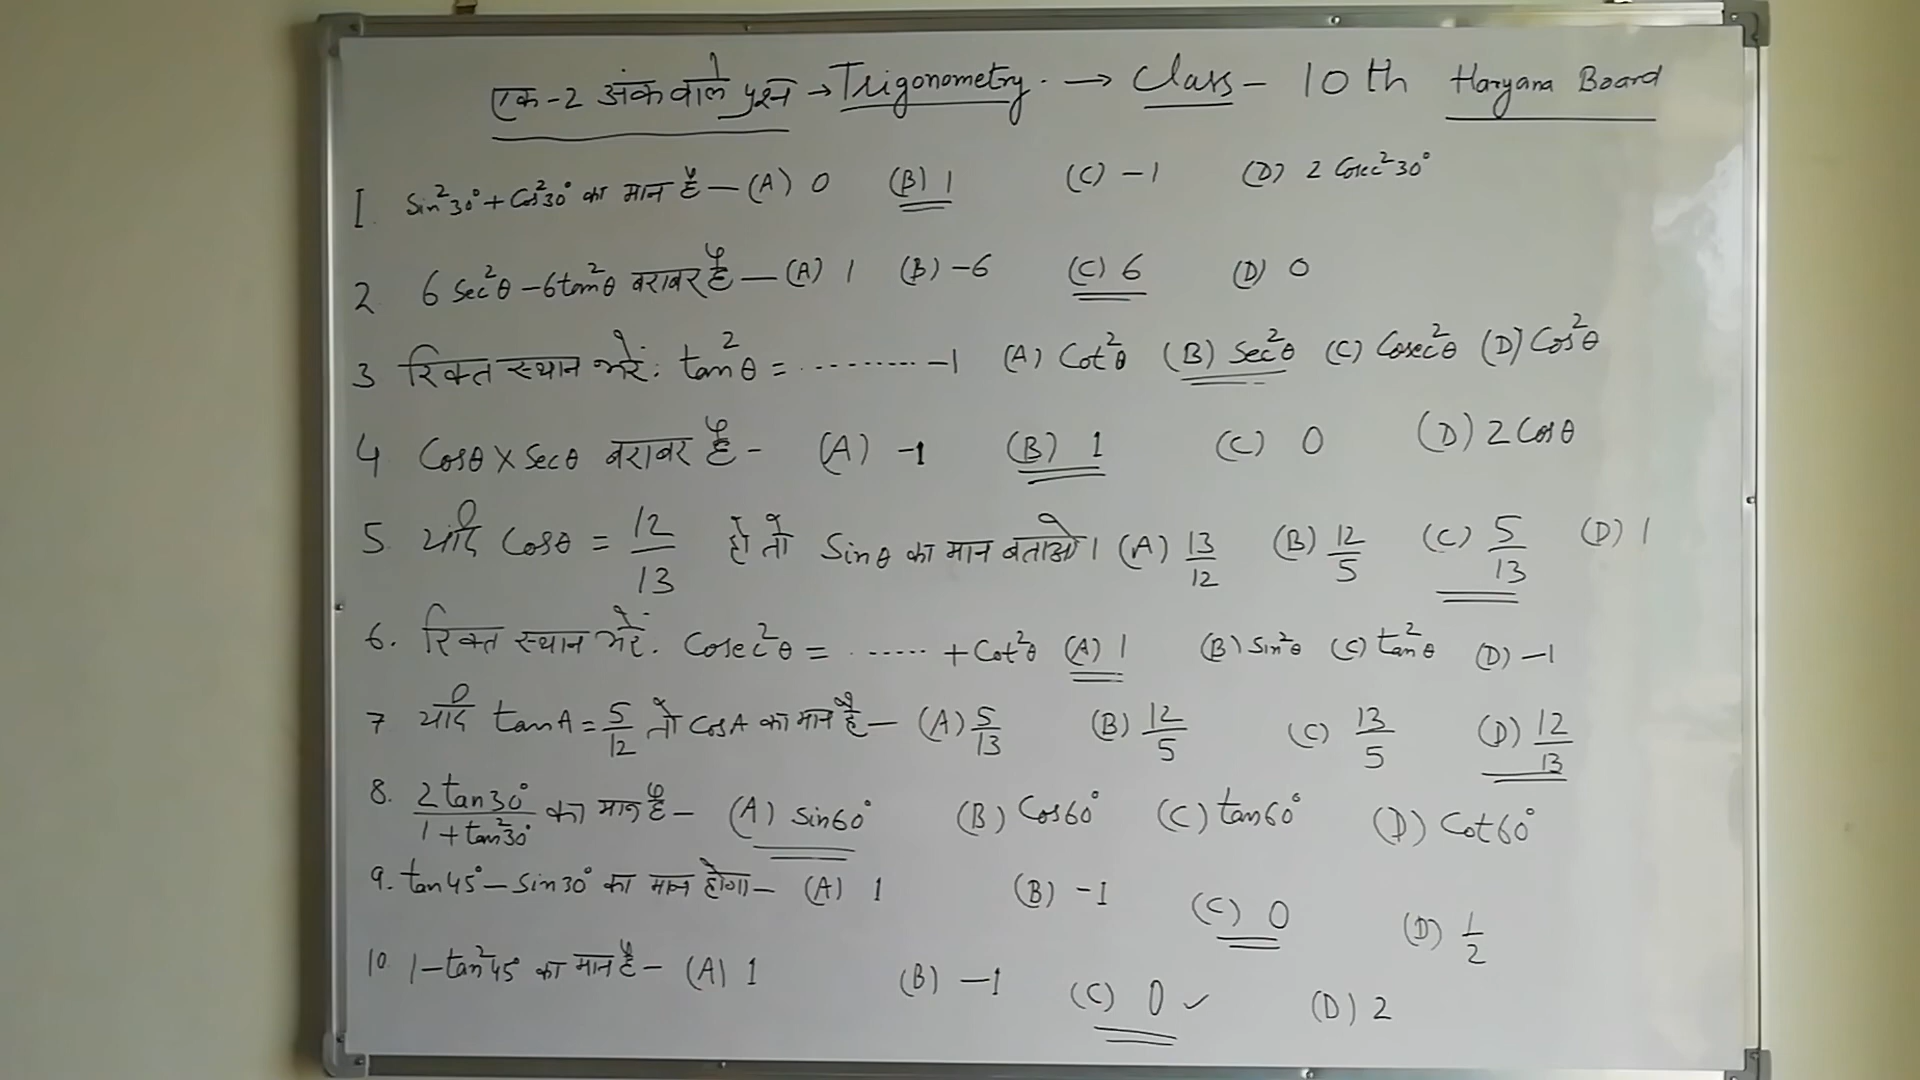 एक-2 अंक वाले प्रश्न → Trigonometry. → Class - 10th Haryana Board
1. Sin²30° + Cos²30° का मान है — (A) 0 (B) 1 (C) -1 (D) 2 Cosec²30°
2 6 Sec²θ - 6tan²θ बराबर है — (A) 1 (B) -6 (C) 6 (D) 0
3 रिक्त स्थान भरें: tan²θ = .......... -1 (A) Cot²θ (B) Sec²θ (C) Cosec²θ (D) Cos²θ
4 Cosθ × Secθ बराबर है - (A) -1 (B) 1 (C) 0 (D) 2 Cosθ
5. यदि Cosθ = 12/13 हो तो Sinθ का मान बताओ। (A) 13/12 (B) 12/5 (C) 5/13 (D) 1
6. रिक्त स्थान भरें. Cosec²θ = ...... + Cot²θ (A) 1 (B) Sin²θ (C) tan²θ (D) -1
7 यदि tanA = 5/12 तो CosA का मान है — (A) 5/13 (B) 12/5 (C) 13/5 (D) 12/13
8. 2tan30°/1+tan²30° का मान है — (A) Sin60° (B) Cos60° (C) tan60° (D) Cot60°
9. tan45° - Sin30° का मान होगा — (A) 1 (B) -1 (C) 0 (D) 1/2
10. 1-tan²45° का मान है — (A) 1 (B) -1 (C) 0 ✓ (D) 2